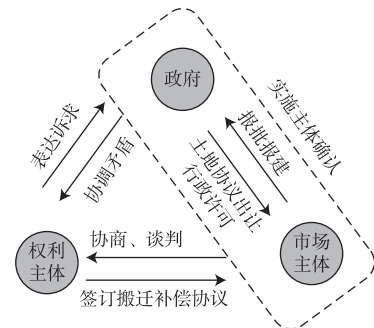 政府
实施主体确认
表达诉求
协调矛盾
报批报建
土地协议出让
行政许可
权利
主体
协商、谈判
市场
主体
签订搬迁补偿协议